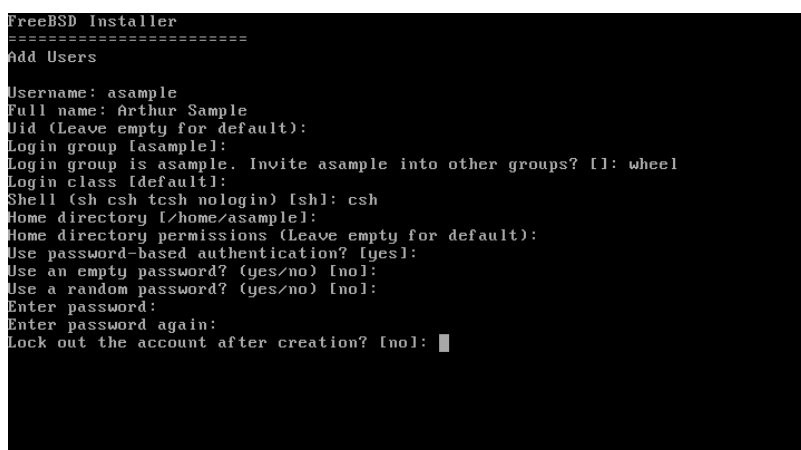 FreeBSD Installer
========================
Add Users
Username: asample
Full name: Arthur Sample
Uid (Leave empty for default):
Login group [asample]:
Login group is asample. Invite asample into other groups? []: wheel
Login class [default]:
Shell (sh csh tcsh nologin) [sh]: csh
Home directory [/home/asample]:
Home directory permissions (Leave empty for default):
Use password-based authentication? [yes]:
Use an empty password? (yes/no) [no]:
Use a random password? (yes/no) [no]:
Enter password:
Enter password again:
Lock out the account after creation? [no]: